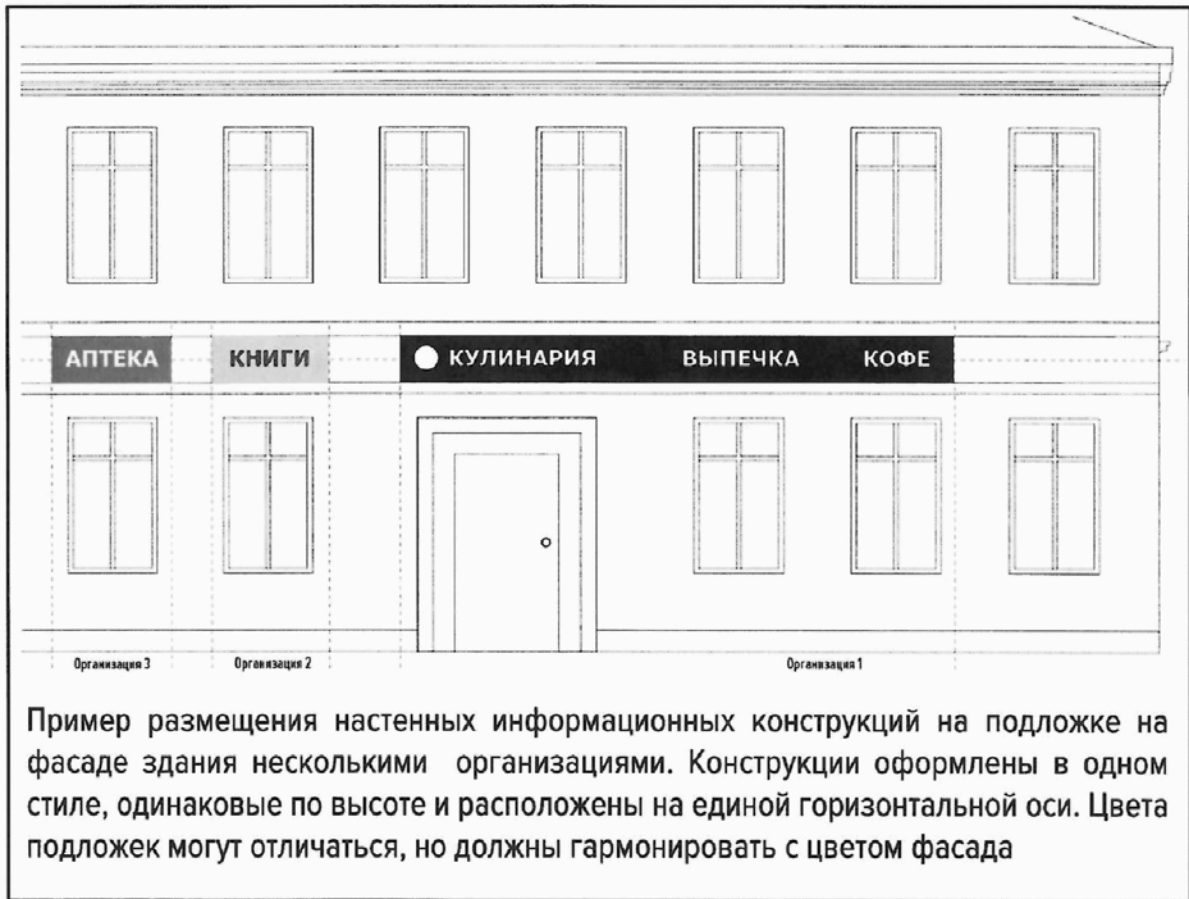 АПТЕКА КНИГИ КУЛИНАРИЯ ВЫПЕЧКА КОФЕ
Организация 3 Организация 2 Организация 1
Пример размещения настенных информационных конструкций на подложке на
фасаде здания несколькими организациями. Конструкции оформлены в одном
стиле, одинаковые по высоте и расположены на единой горизонтальной оси. Цвета
подложек могут отличаться, но должны гармонировать с цветом фасада